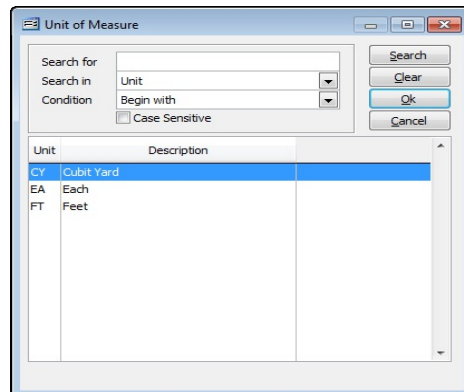 Unit of Measure
Search for
Search in Unit
Condition Begin with
Case Sensitive
Search
Clear
Ok
Cancel
Unit Description
CY Cubit Yard
EA Each
FT Feet